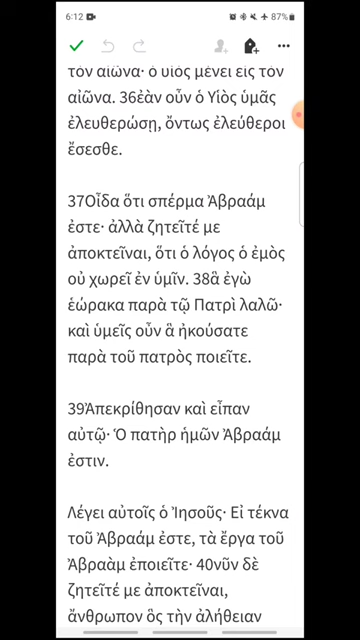 6:12
87%
τὸν αἰῶνα· ὁ υἱὸς μένει εἰς τὸν
αἰῶνα. 36ἐὰν οὖν ὁ Υἱὸς ὑμᾶς
ἐλευθερώσῃ, ὄντως ἐλεύθεροι
ἔσεσθε.
37Οἶδα ὅτι σπέρμα Ἀβραάμ
ἐστε· ἀλλὰ ζητεῖτέ με
ἀποκτεῖναι, ὅτι ὁ λόγος ὁ ἐμὸς
οὐ χωρεῖ ἐν ὑμῖν. 38ἃ ἐγὼ
ἑώρακα παρὰ τῷ Πατρὶ λαλῶ·
καὶ ὑμεῖς οὖν ἃ ἠκούσατε
παρὰ τοῦ πατρὸς ποιεῖτε.
39Ἀπεκρίθησαν καὶ εἶπαν
αὐτῷ· Ὁ πατὴρ ἡμῶν Ἀβραάμ
ἐστιν.
Λέγει αὐτοῖς ὁ Ἰησοῦς· Εἰ τέκνα
τοῦ Ἀβραάμ ἐστε, τὰ ἔργα τοῦ
Ἀβραὰμ ἐποιεῖτε· 40νῦν δὲ
ζητεῖτέ με ἀποκτεῖναι,
ἄνθρωπον ὃς τὴν ἀλήθειαν